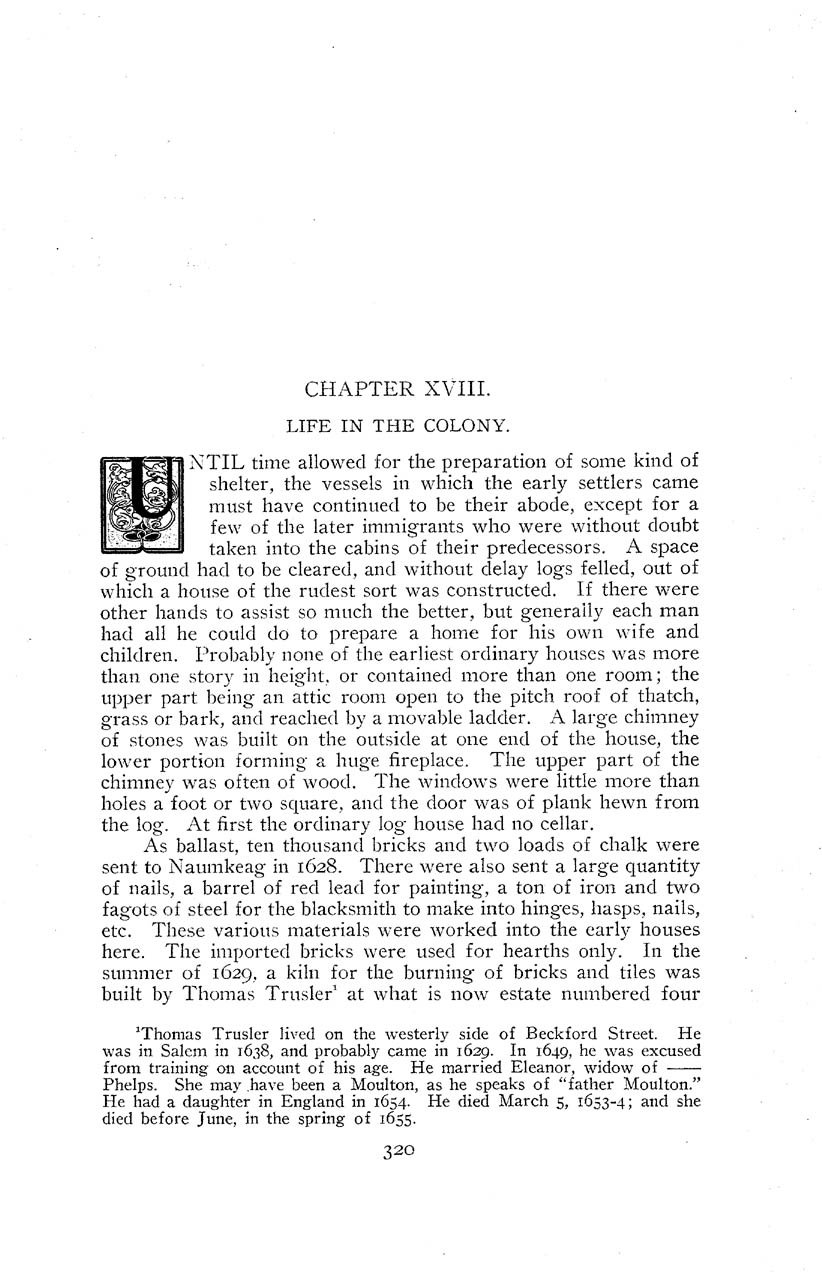 CHAPTER XVIII.
LIFE IN THE COLONY.
UNTIL time allowed for the preparation of some kind of
shelter, the vessels in which the early settlers came
must have continued to be their abode, except for a
few of the later immigrants who were without doubt
taken into the cabins of their predecessors. A space
of ground had to be cleared, and without delay logs felled, out of
which a house of the rudest sort was constructed. If there were
other hands to assist so much the better, but generally each man
had all he could do to prepare a home for his own wife and
children. Probably none of the earliest ordinary houses was more
than one story in height, or contained more than one room; the
upper part being an attic room open to the pitch roof of thatch,
grass or bark, and reached by a movable ladder. A large chimney
of stones was built on the outside at one end of the house, the
lower portion forming a huge fireplace. The upper part of the
chimney was often of wood. The windows were little more than
holes a foot or two square, and the door was of plank hewn from
the log. At first the ordinary log house had no cellar.
As ballast, ten thousand bricks and two loads of chalk were
sent to Naumkeag in 1628. There were also sent a large quantity
of nails, a barrel of red lead for painting, a ton of iron and two
fagots of steel for the blacksmith to make into hinges, hasps, nails,
etc. These various materials were worked into the early houses
here. The imported bricks were used for hearths only. In the
summer of 1629, a kiln for the burning of bricks and tiles was
built by Thomas Trusler¹ at what is now estate numbered four
¹Thomas Trusler lived on the westerly side of Beckford Street. He
was in Salem in 1638, and probably came in 1629. In 1649, he was excused
from training on account of his age. He married Eleanor, widow of ——
Phelps. She may have been a Moulton, as he speaks of "father Moulton."
He had a daughter in England in 1654. He died March 5, 1653-4; and she
died before June, in the spring of 1655.
320